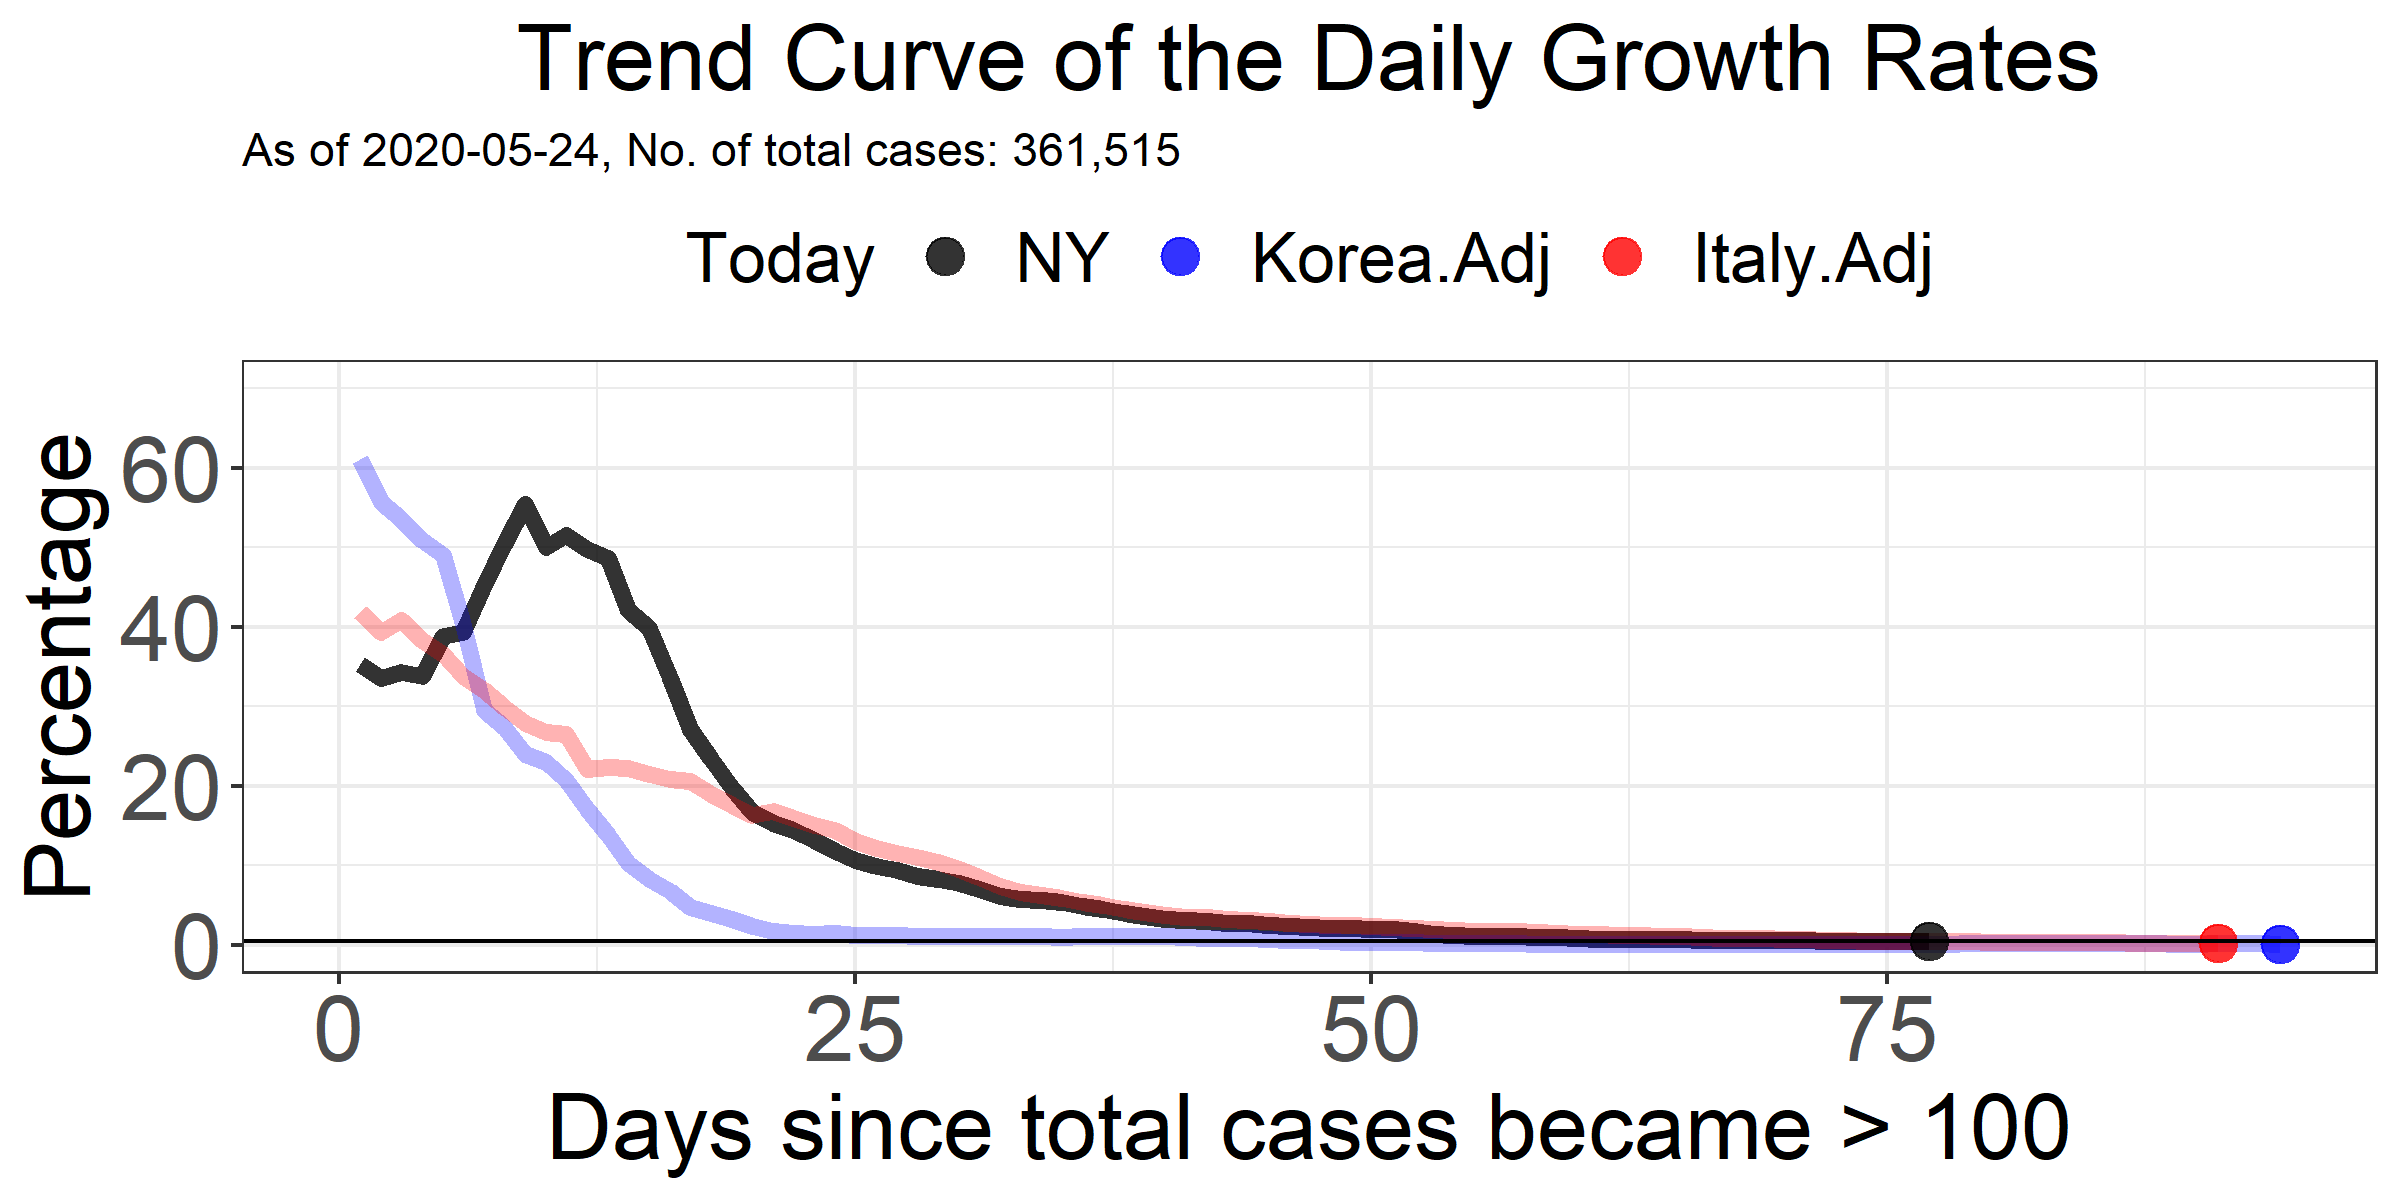 Trend Curve of the Daily Growth Rates
As of 2020-05-24, No. of total cases: 361,515
Today NY Korea.Adj Italy.Adj
Percentage
60
40
20
0
0 25 50 75
Days since total cases became > 100